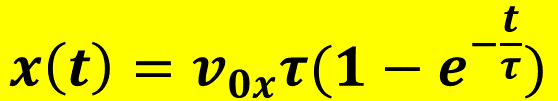 x(t) = v₀ₓτ(1 − e^{−t/τ})